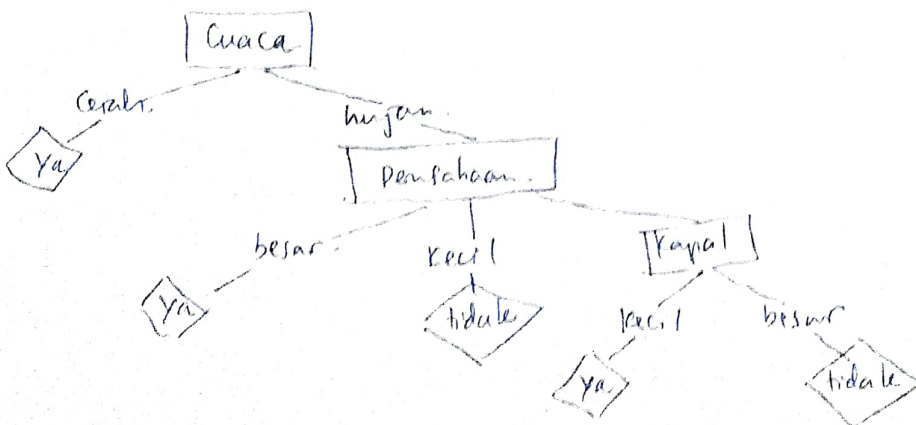 Cuaca
Cerah.
hujan.
Ya
Perusahaan.
besar.
kecil
Kapal
Ya
tidak
kecil
besar
ya
tidak